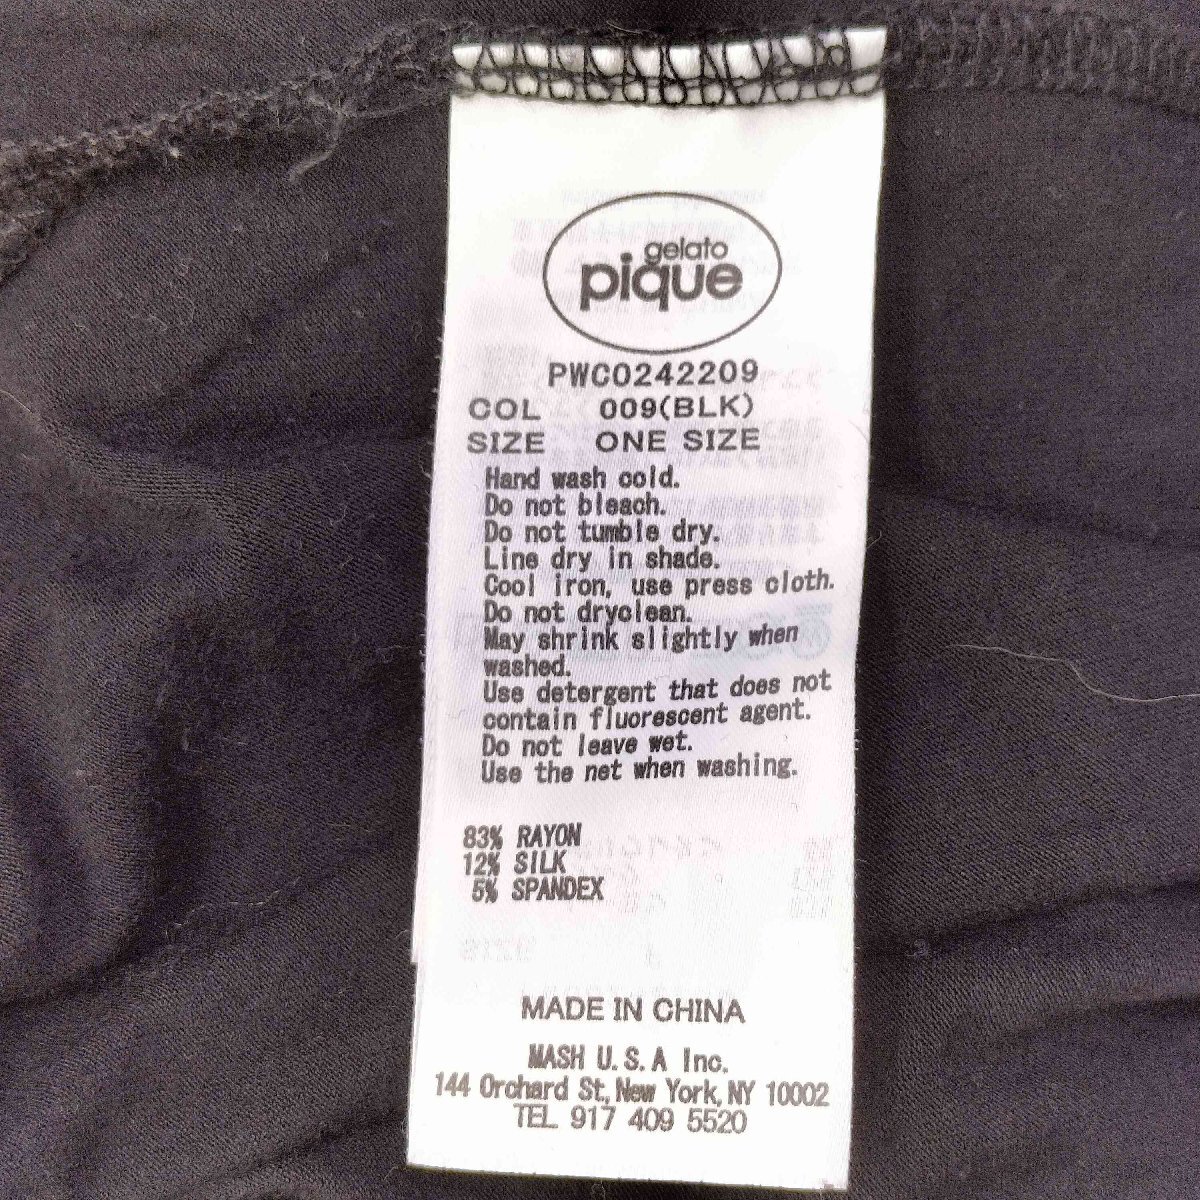 gelato
pique
PWC0242209
COL 009(BLK)
SIZE ONE SIZE
Hand wash cold.
Do not bleach.
Do not tumble dry.
Line dry in shade.
Cool iron, use press cloth.
Do not dryclean.
May shrink slightly when
washed.
Use detergent that does not
contain fluorescent agent.
Do not leave wet.
Use the net when washing.
83% RAYON
12% SILK
5% SPANDEX
MADE IN CHINA
MASH U.S.A Inc.
144 Orchard St, New York, NY 10002
TEL 917 409 5520